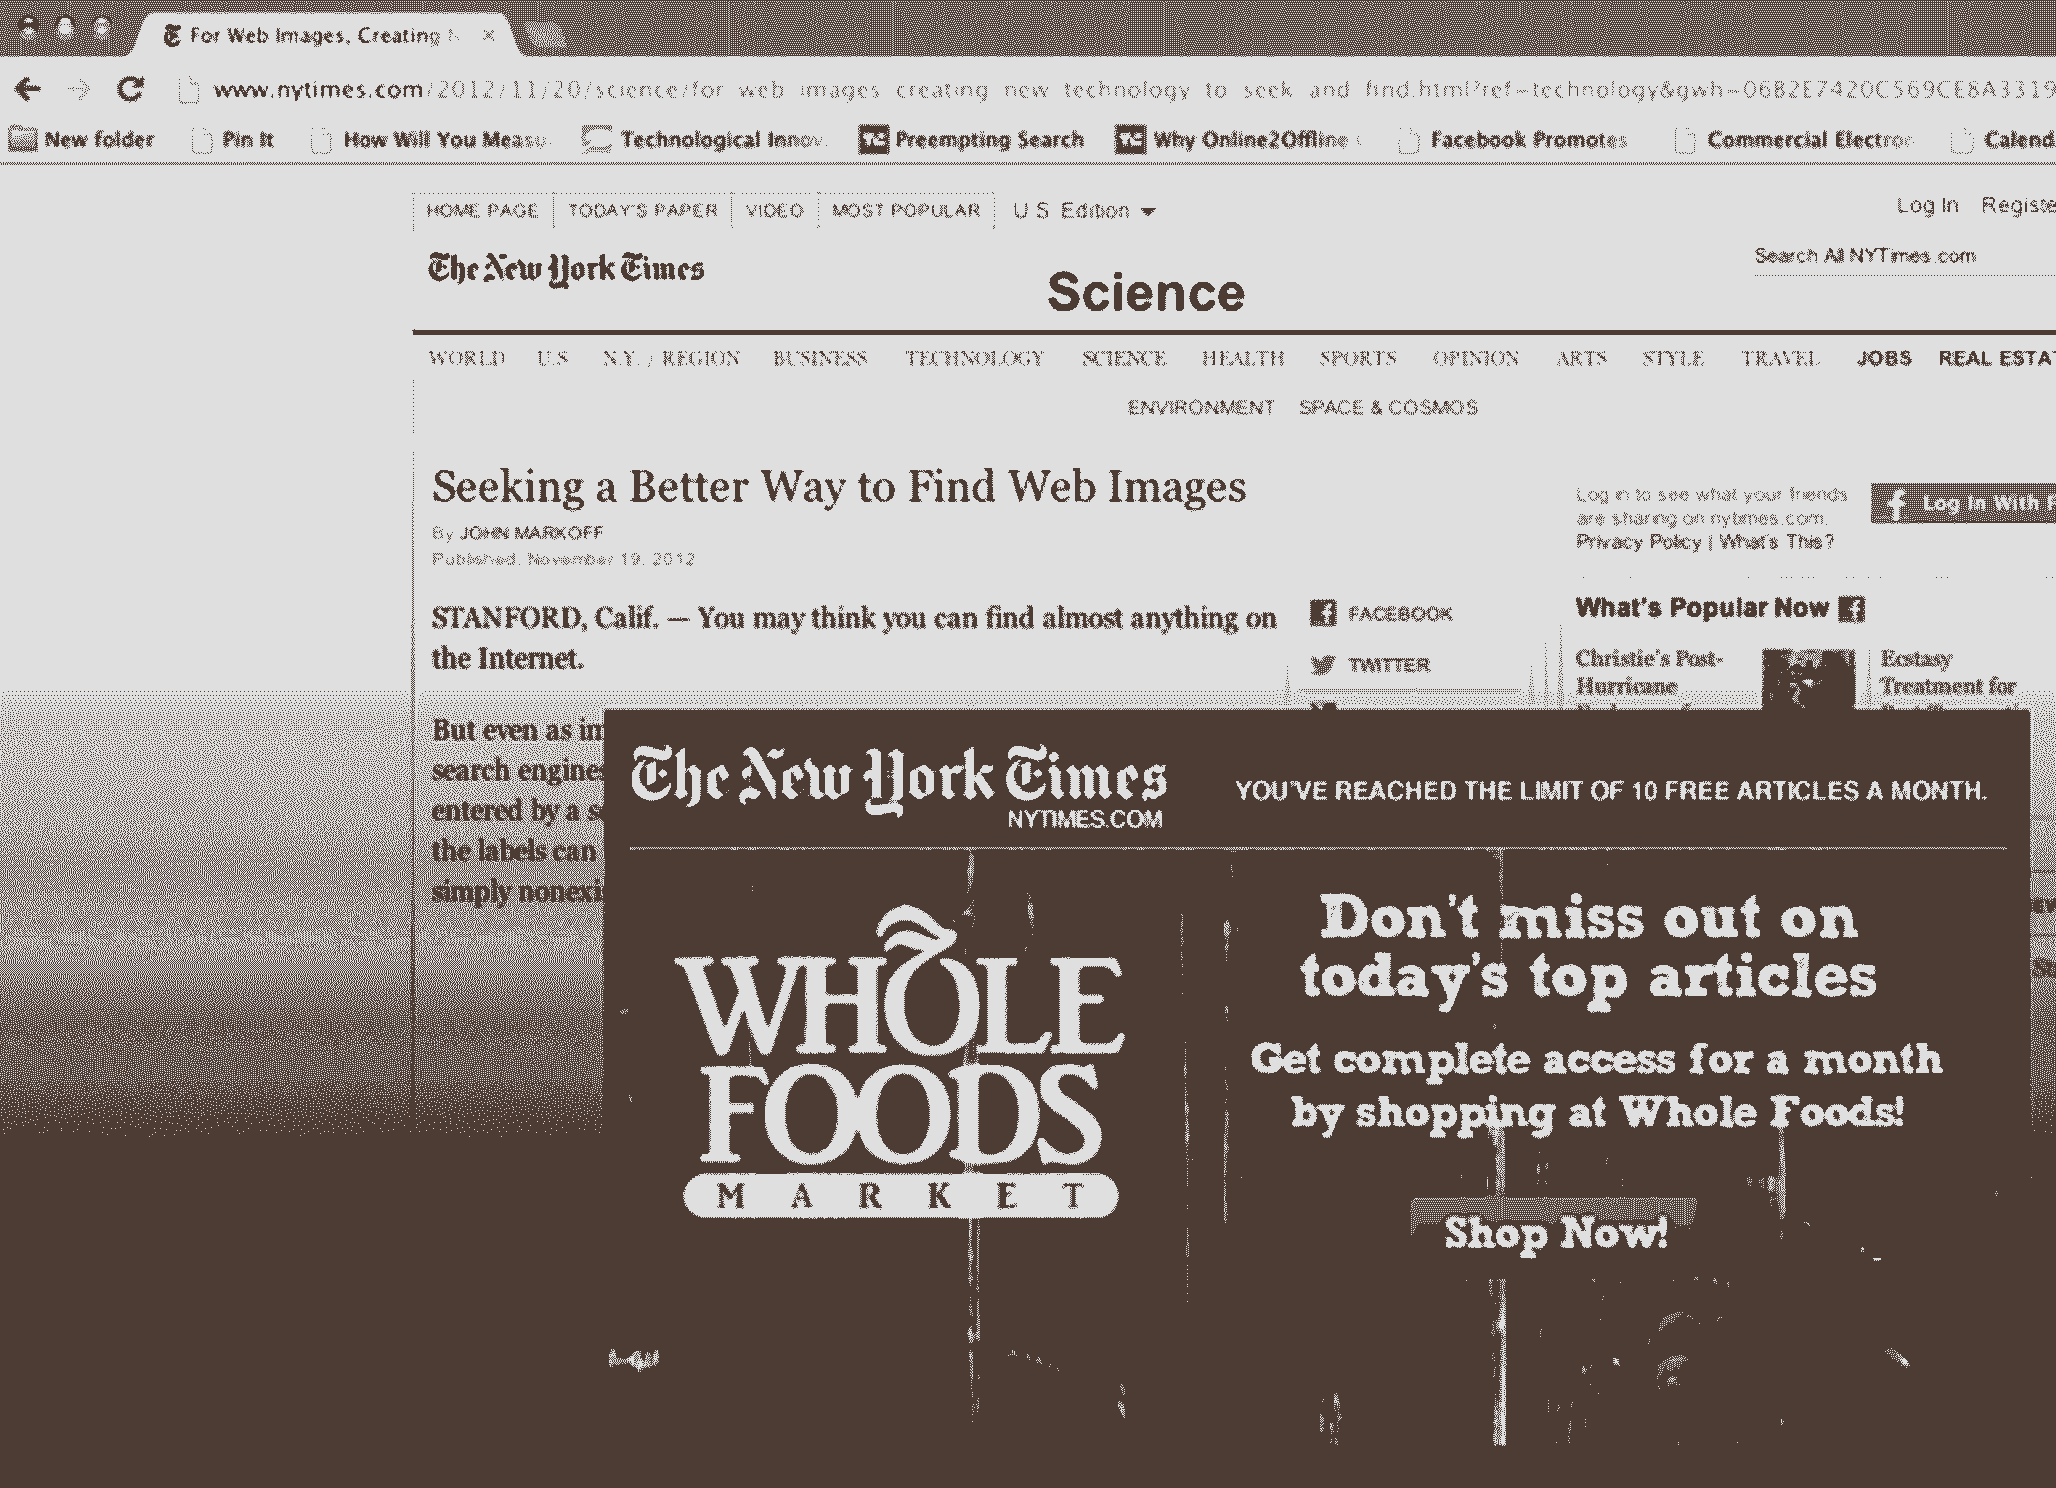 For Web Images, Creating N
www.nytimes.com/2012/11/20/science/for web images creating new technology to seek and find.html?ref=technology&gwh=06B2E7420C569CE8A3319
New folder Pin It How Will You Measu Technological Innov Preempting Search Why Online2Offline Facebook Promotes Commercial Electron Calend
HOME PAGE TODAY'S PAPER VIDEO MOST POPULAR U S Edition
Log In Registe
The New York Times
Science
Search All NYTimes.com
WORLD U.S N.Y. / REGION BUSINESS TECHNOLOGY SCIENCE HEALTH SPORTS OPINION ARTS STYLE TRAVEL JOBS REAL ESTAT
ENVIRONMENT SPACE & COSMOS
Seeking a Better Way to Find Web Images
By JOHN MARKOFF
Published: November 19, 2012
STANFORD, Calif. — You may think you can find almost anything on
the Internet.
But even as im
search engines
entered by a s
the labels can
simply nonexi
FACEBOOK
TWITTER
Log in to see what your friends
are sharing on nytimes.com.
Privacy Policy | What's This?
Log In With F
What's Popular Now
Christie's Post-
Hurricane
Ecstasy
Treatment for
The New York Times
NYTIMES.COM
YOU'VE REACHED THE LIMIT OF 10 FREE ARTICLES A MONTH.
WHOLE
FOODS
MARKET
Don't miss out on
today's top articles
Get complete access for a month
by shopping at Whole Foods!
Shop Now!